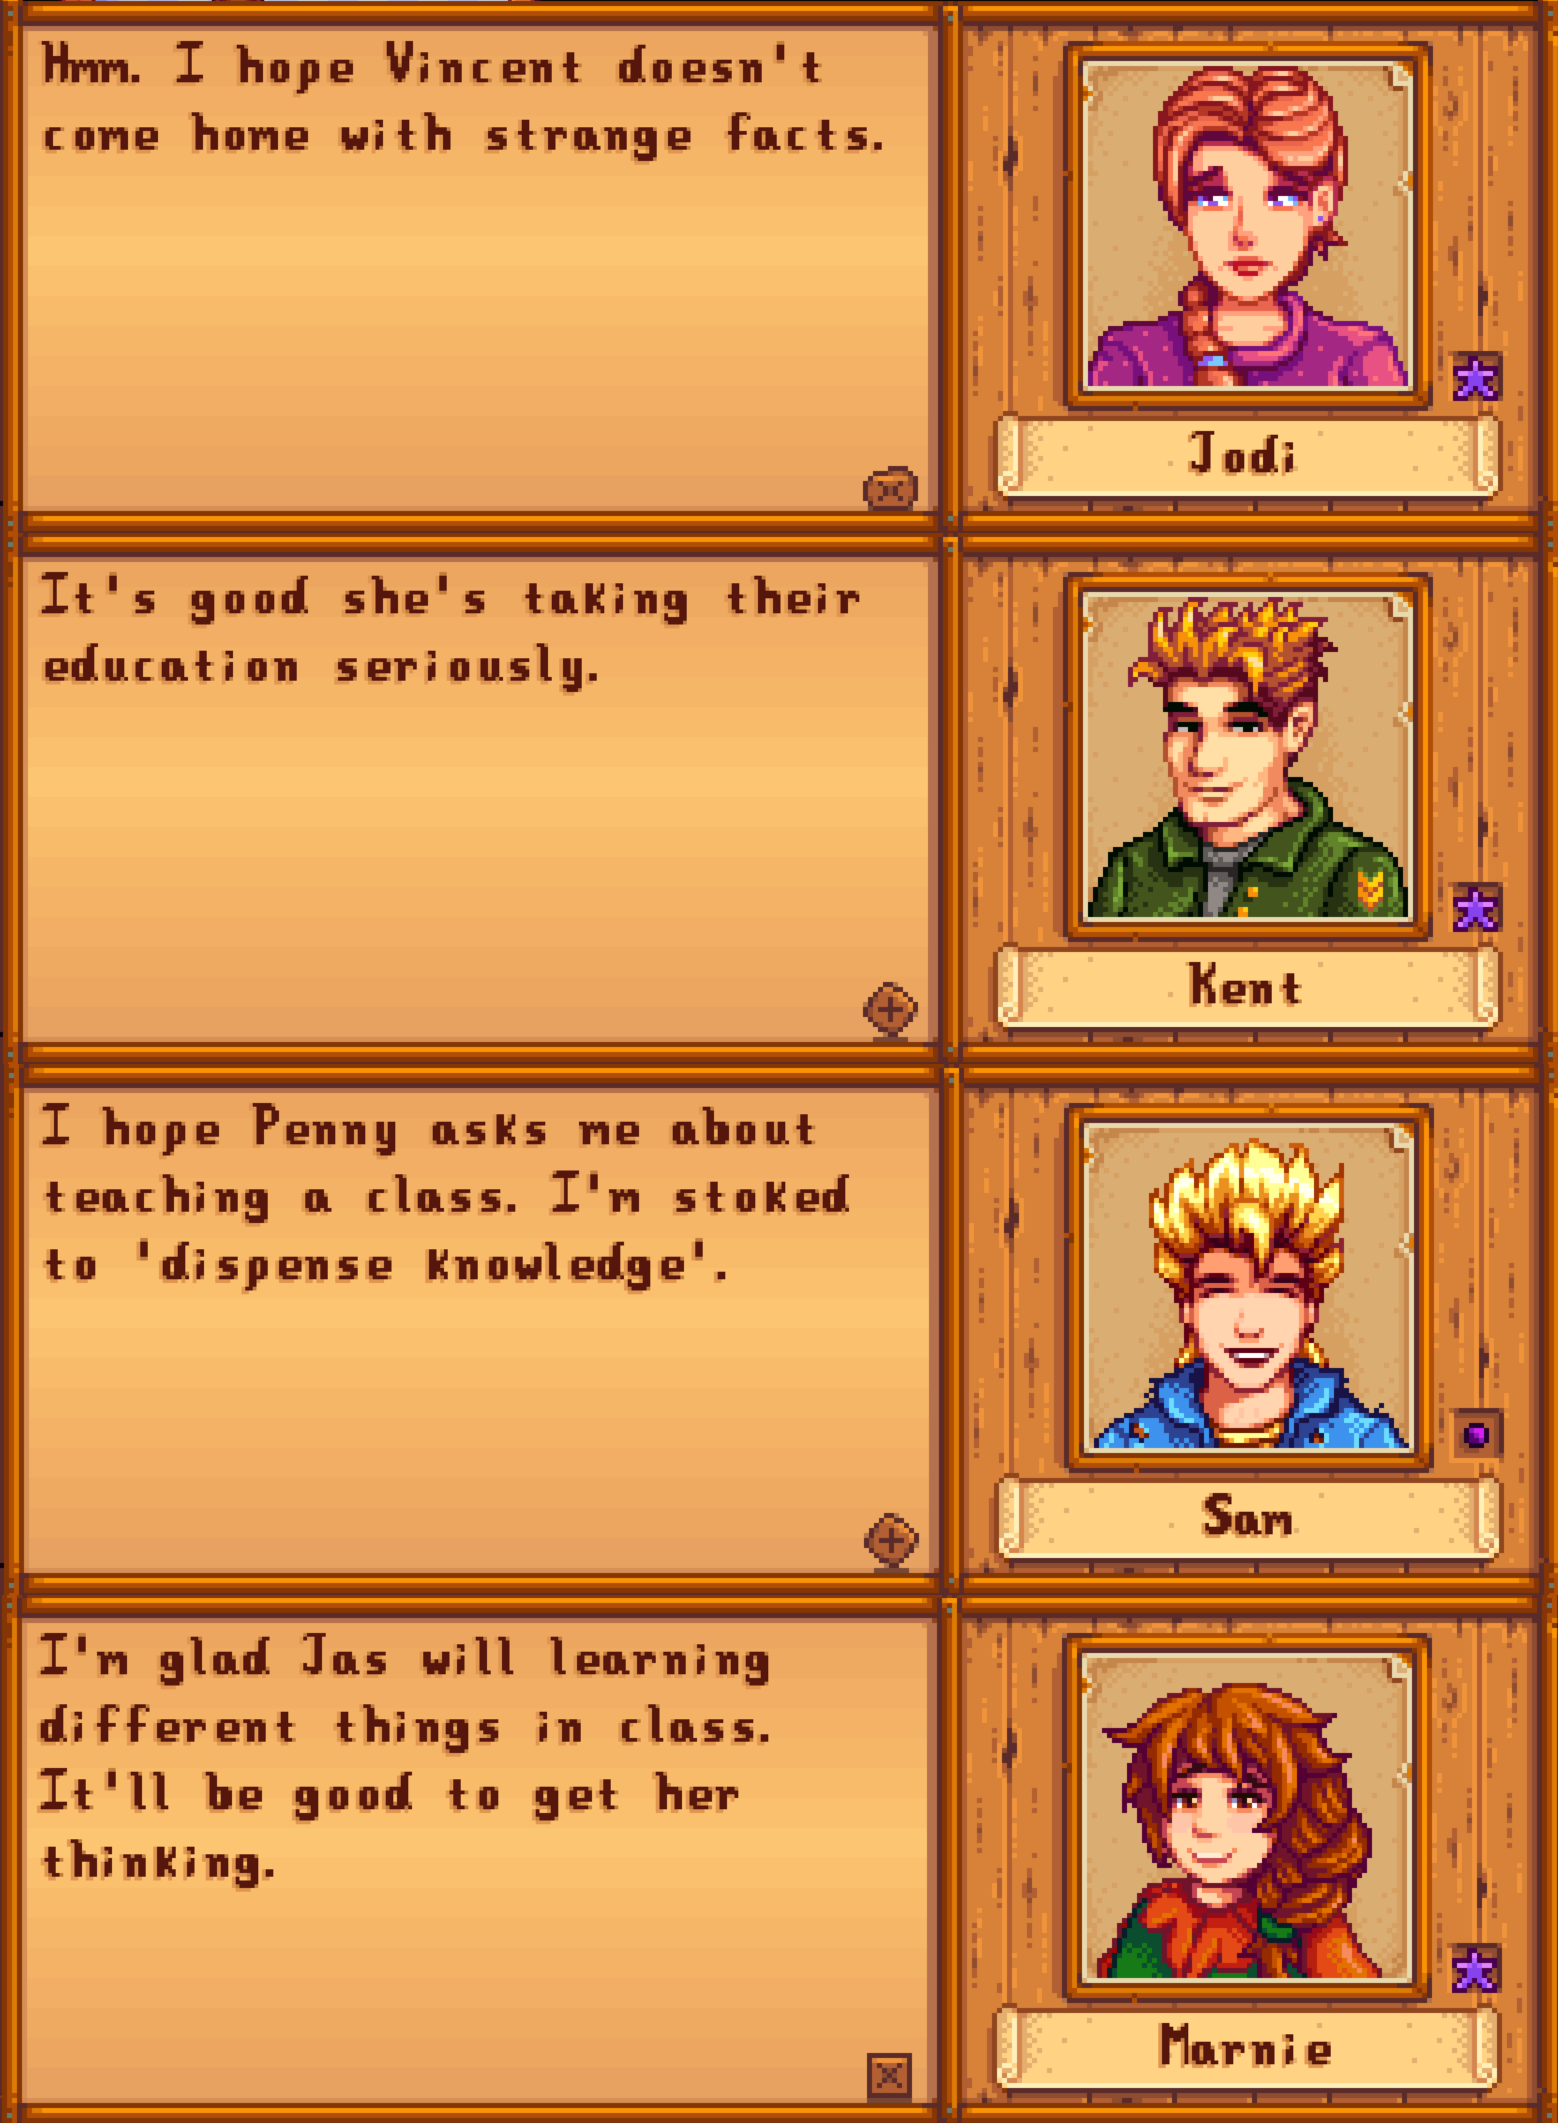 Hmm. I hope Vincent doesn't
come home with strange facts.
Jodi
It's good she's taking their
education seriously.
Kent
I hope Penny asks me about
teaching a class. I'm stoked
to 'dispense knowledge'.
Sam
I'm glad Jas will learning
different things in class.
It'll be good to get her
thinking.
Marnie